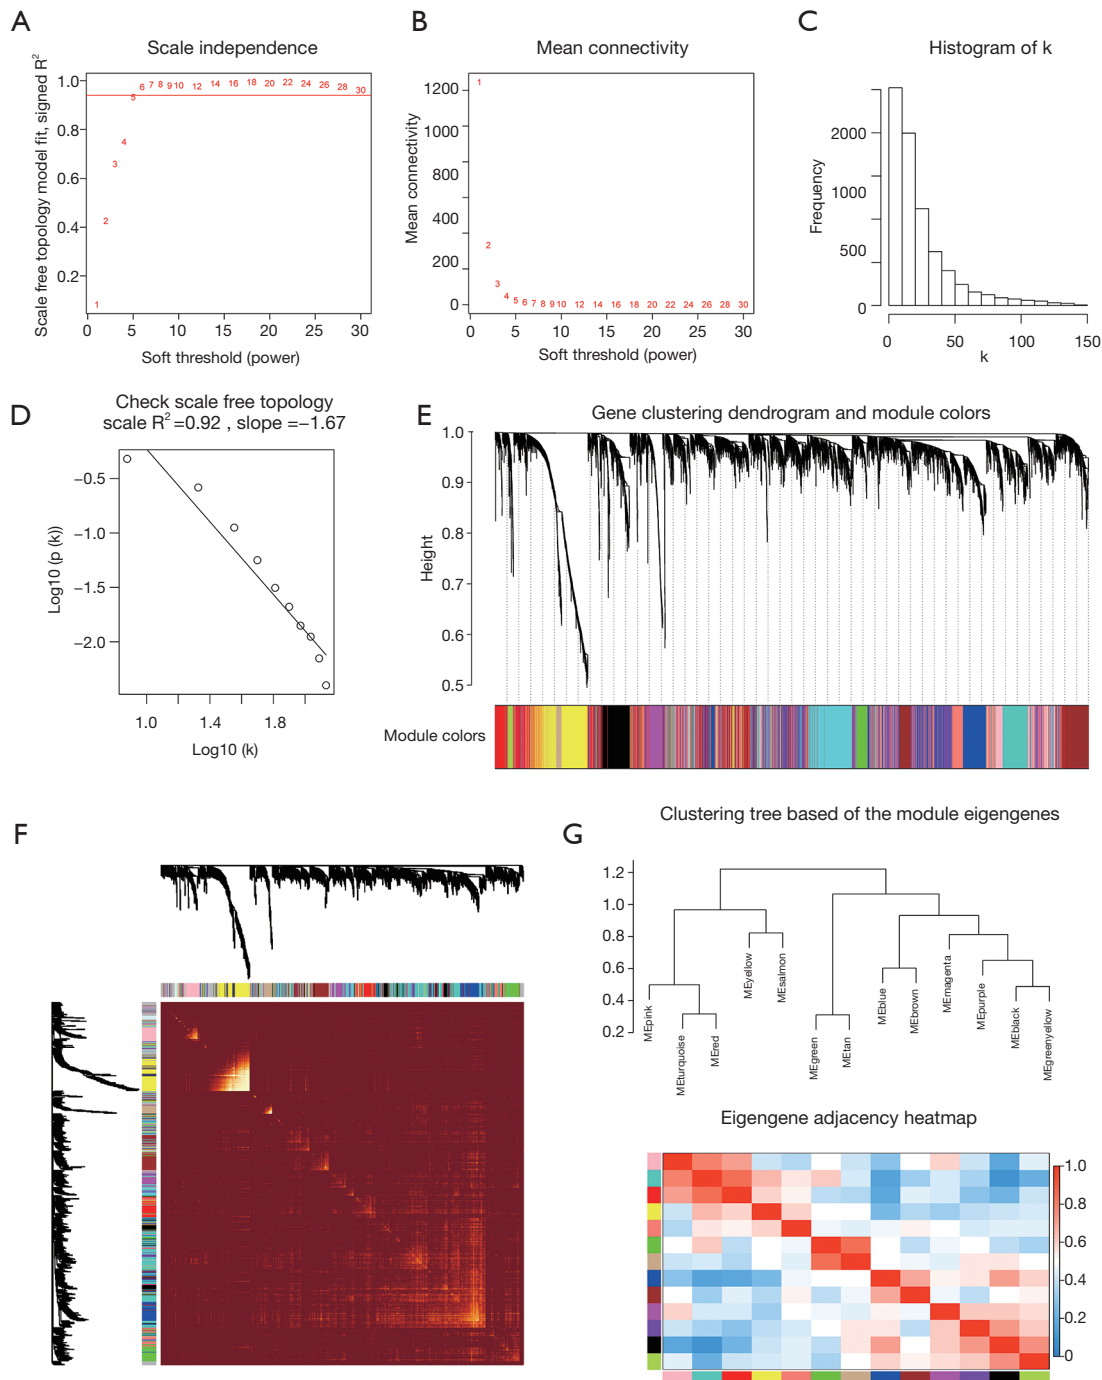 A
Scale independence
Scale free topology model fit, signed R2
1.0
0.8
0.6
0.4
0.2
1
2
3
4
5
6
7
8
9
10
12
14
16
18
20
22
24
26
28
30
0
5
10
15
20
25
30
Soft threshold (power)
B
Mean connectivity
Mean connectivity
1200
1000
800
600
400
200
1200
0
1
2
3
4
5
6
7
8
9
10
12
14
16
18
20
22
24
26
28
30
0
5
10
15
20
25
30
Soft threshold (power)
C
Histogram of k
Frequency
2000
1000
500
0
0
50
100
150
k
D
Check scale free topology
scale R2 =0.92 , slope =−1.67
Log10 (p (k))
−0.5
−1.0
−1.5
−2.0
1.0
1.4
1.8
Log10 (k)
E
Gene clustering dendrogram and module colors
Height
1.0
0.9
0.8
0.7
0.6
0.5
Module colors
F
G
Clustering tree based of the module eigengenes
1.2
1.0
0.8
0.6
0.4
0.2
MEpink
MEturquoise
MEred
MEyellow
MEsalmon
MEgreen
MEtan
MEblue
MEbrown
MEmagenta
MEpurple
MEblack
MEgreenyellow
Eigengene adjacency heatmap
1.0
0.8
0.6
0.4
0.2
0